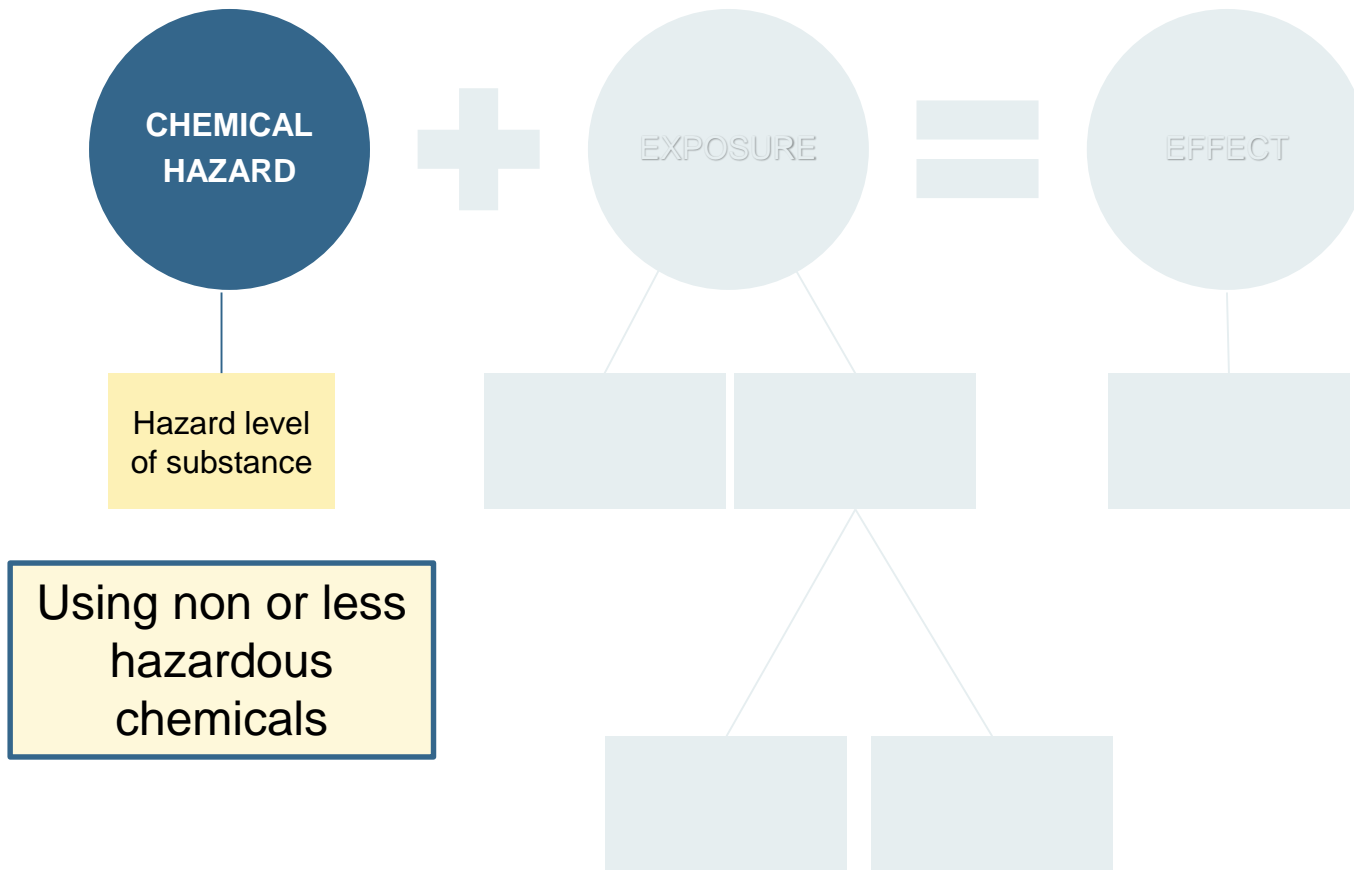 CHEMICAL
HAZARD
EXPOSURE
EFFECT
Hazard level
of substance
Using non or less
hazardous
chemicals